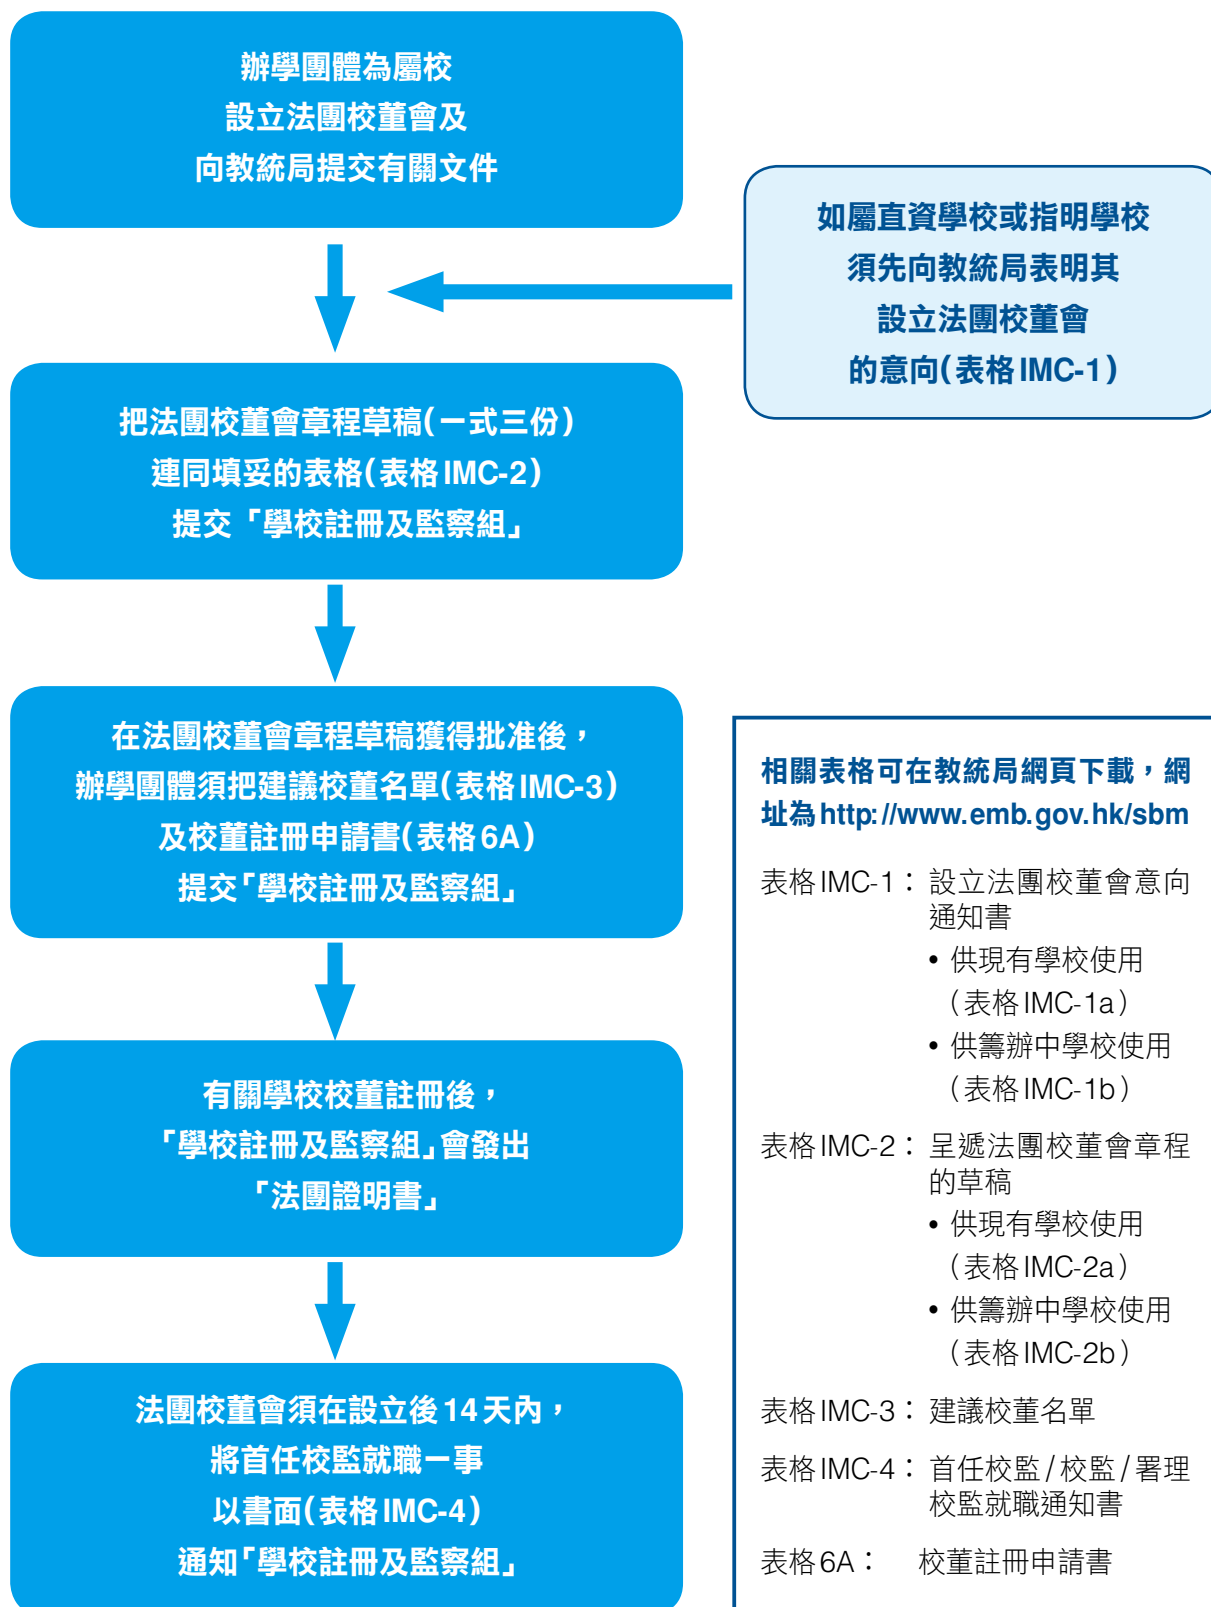 辦學團體為屬校
設立法團校董會及
向教統局提交有關文件
如屬直資學校或指明學校
須先向教統局表明其
設立法團校董會
的意向(表格IMC-1)
把法團校董會章程草稿(一式三份)
連同填妥的表格(表格IMC-2)
提交「學校註冊及監察組」
在法團校董會章程草稿獲得批准後，
辦學團體須把建議校董名單(表格IMC-3)
及校董註冊申請書(表格6A)
提交「學校註冊及監察組」
有關學校校董註冊後，
「學校註冊及監察組」會發出
「法團證明書」
法團校董會須在設立後14天內，
將首任校監就職一事
以書面(表格IMC-4)
通知「學校註冊及監察組」
相關表格可在教統局網頁下載，網
址為http://www.emb.gov.hk/sbm
表格IMC-1：設立法團校董會意向
通知書
• 供現有學校使用
（表格IMC-1a）
• 供籌辦中學校使用
（表格IMC-1b）
表格IMC-2：呈遞法團校董會章程
的草稿
• 供現有學校使用
（表格IMC-2a）
• 供籌辦中學校使用
（表格IMC-2b）
表格IMC-3：建議校董名單
表格IMC-4：首任校監/校監/署理
校監就職通知書
表格6A： 校董註冊申請書